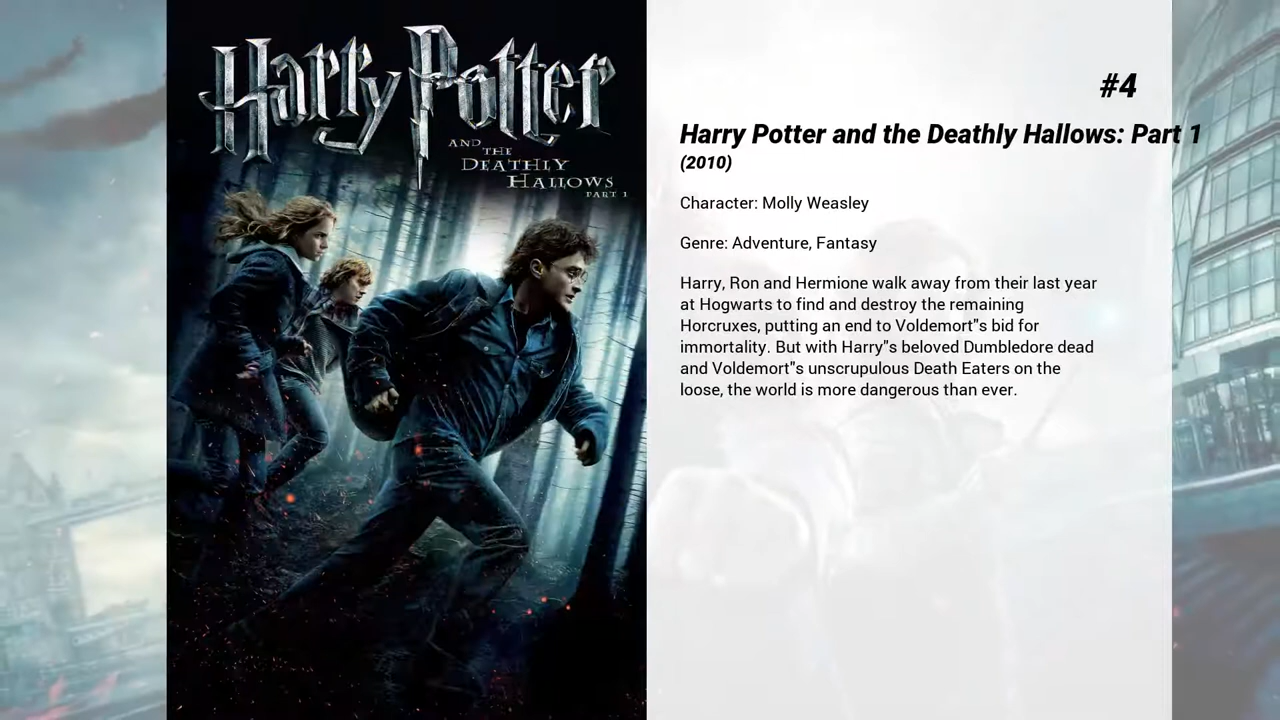 Harry Potter
AND THE
DEATHLY
HALLOWS
PART 1
#4
Harry Potter and the Deathly Hallows: Part 1
(2010)
Character: Molly Weasley
Genre: Adventure, Fantasy
Harry, Ron and Hermione walk away from their last year
at Hogwarts to find and destroy the remaining
Horcruxes, putting an end to Voldemort"s bid for
immortality. But with Harry"s beloved Dumbledore dead
and Voldemort"s unscrupulous Death Eaters on the
loose, the world is more dangerous than ever.